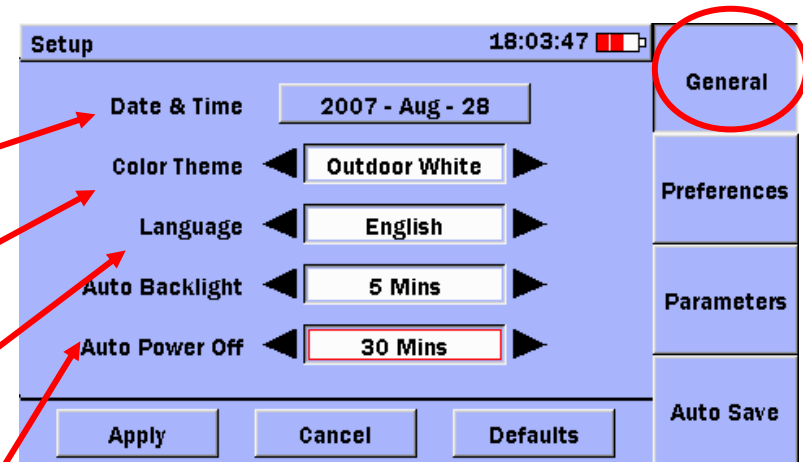 Setup
18:03:47
General
Date & Time
2007 - Aug - 28
Color Theme
Outdoor White
Preferences
Language
English
Auto Backlight
5 Mins
Parameters
Auto Power Off
30 Mins
Apply
Cancel
Defaults
Auto Save